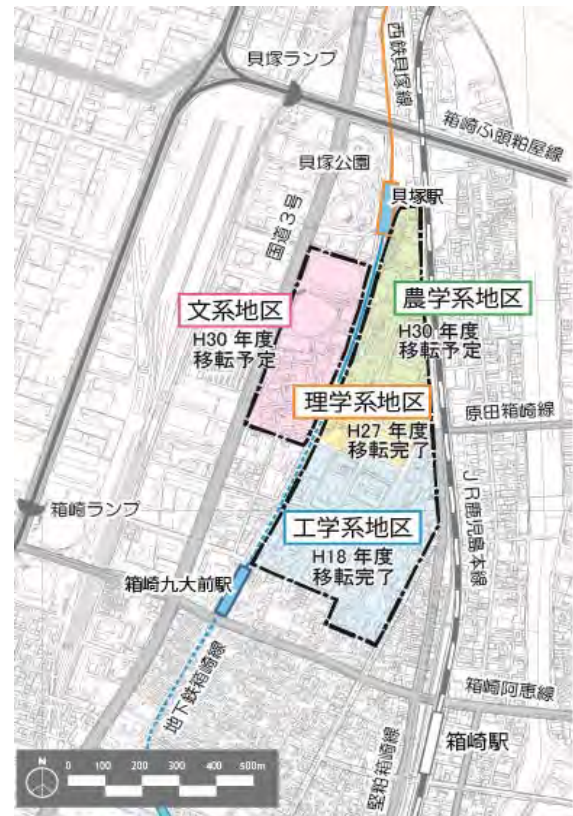 貝塚ランプ
西鉄貝塚線
箱崎ふ頭粕屋線
貝塚公園
貝塚駅
国道3号
文系地区
H30 年度
移転予定
農学系地区
H30 年度
移転予定
理学系地区
H27 年度
移転完了
原田箱崎線
JR鹿児島本線
箱崎ランプ
工学系地区
H18 年度
移転完了
箱崎九大前駅
地下鉄箱崎線
箱崎阿恵線
箱崎駅
堅粕箱崎線
N 0 100 200 300 400 500m